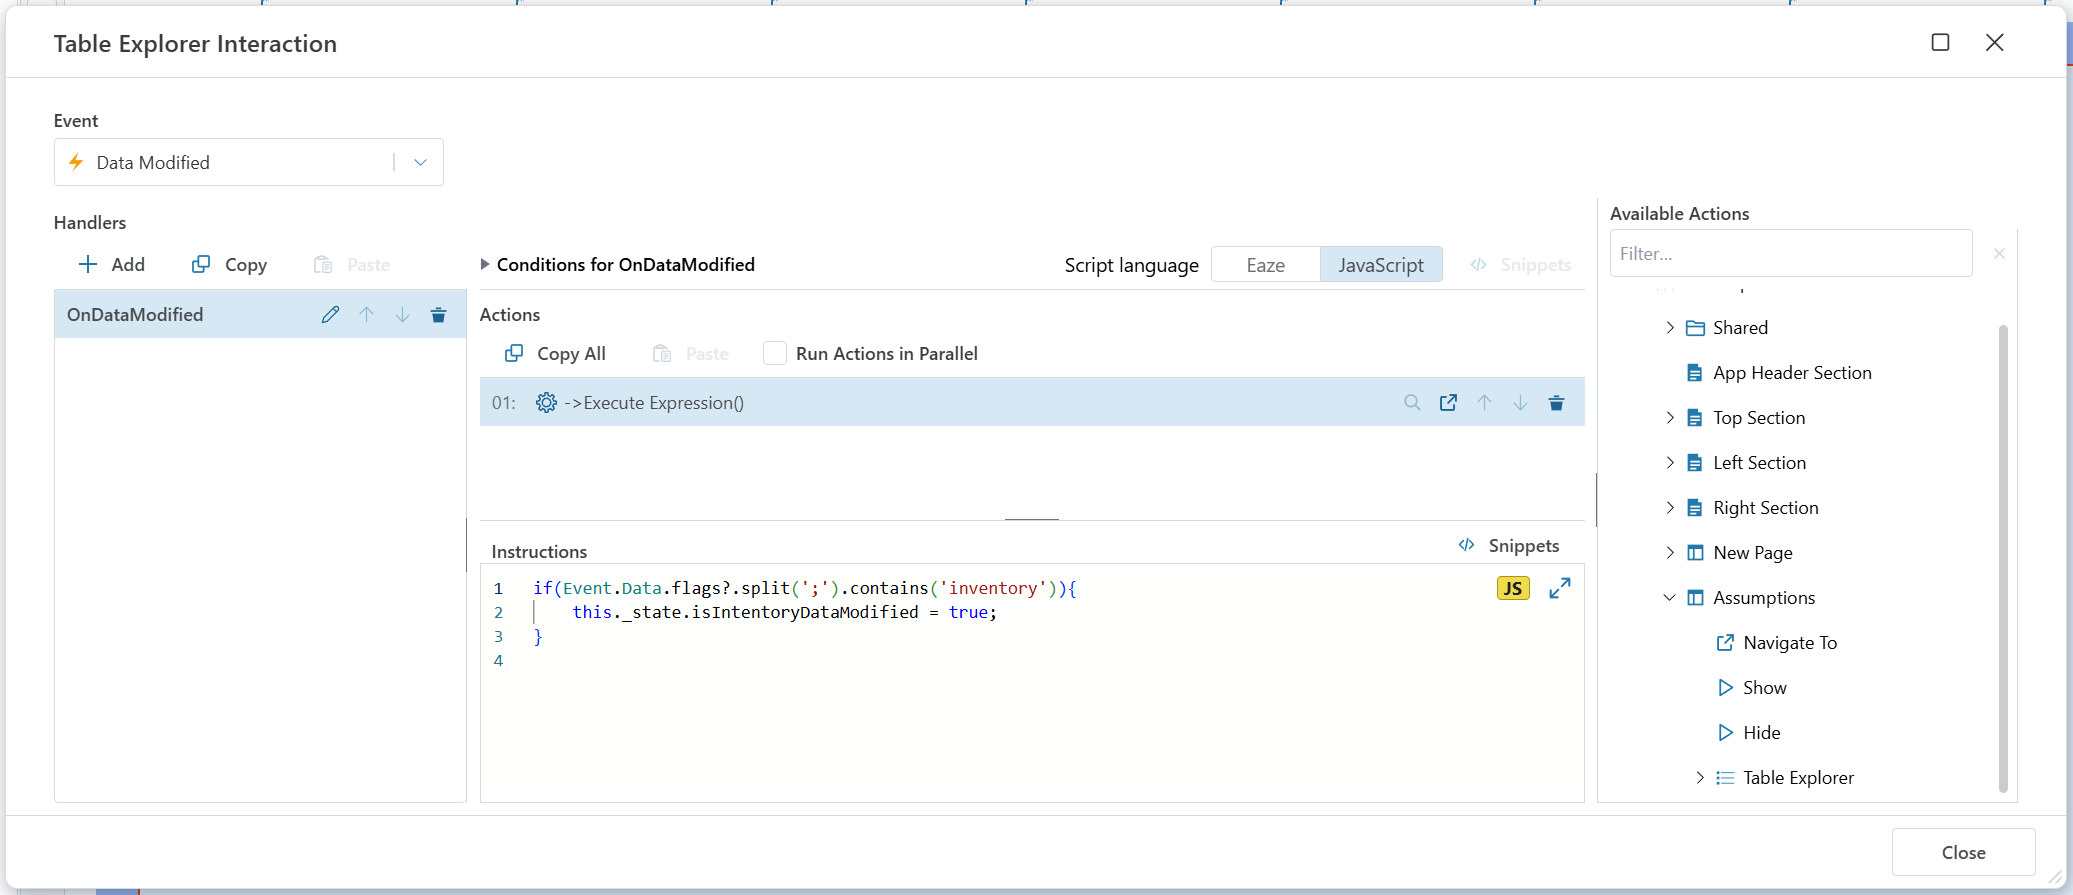 Table Explorer Interaction
Event
Data Modified
Handlers
Add
Copy
Paste
OnDataModified
Conditions for OnDataModified
Script language
Eaze
JavaScript
Snippets
Actions
Copy All
Paste
Run Actions in Parallel
01: ->Execute Expression()
Instructions
Snippets
1 if(Event.Data.flags?.split(';').contains('inventory')){
2 this._state.isIntentoryDataModified = true;
3 }
4
JS
Available Actions
Filter...
Shared
App Header Section
Top Section
Left Section
Right Section
New Page
Assumptions
Navigate To
Show
Hide
Table Explorer
Close